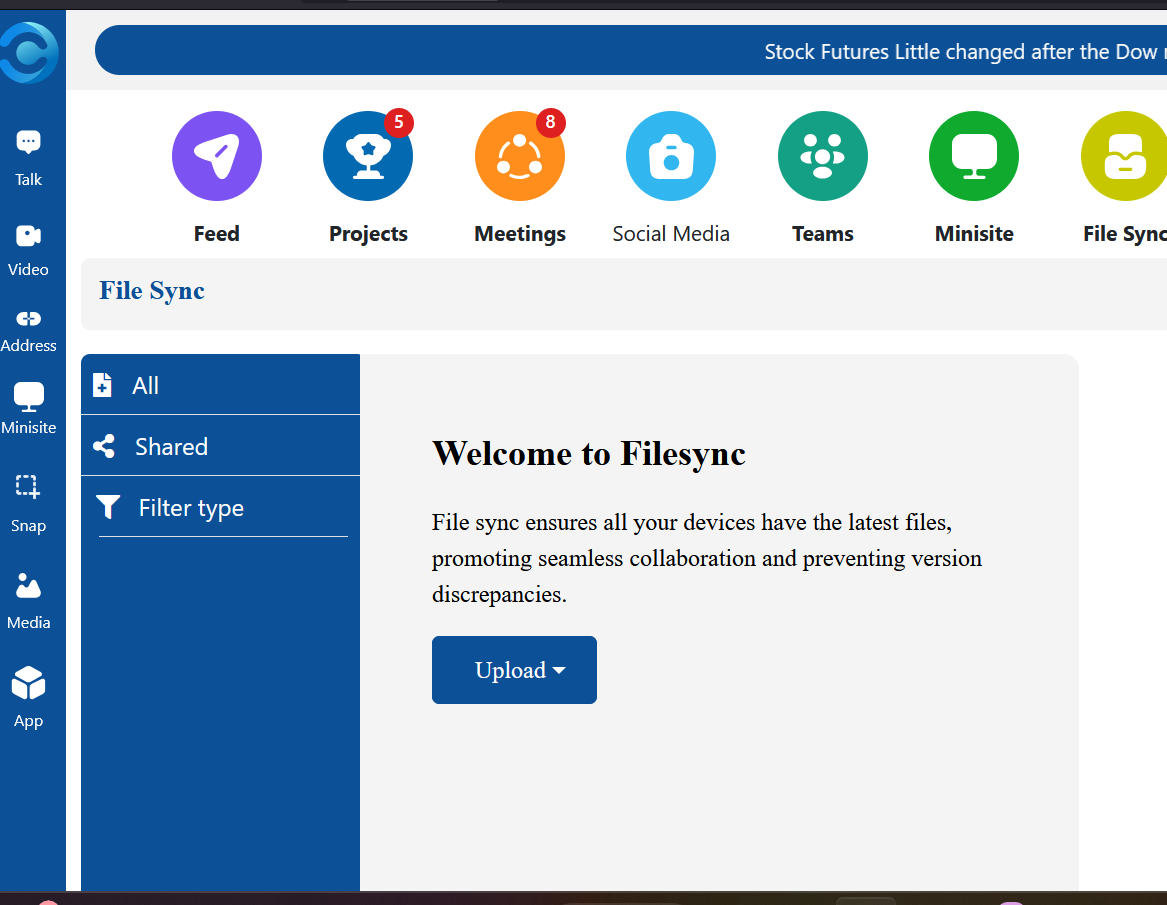 Stock Futures Little changed after the Dow
Talk
Video
Address
Minisite
Snap
Media
App
5
8
Feed
Projects
Meetings
Social Media
Teams
Minisite
File Sync
File Sync
All
Shared
Filter type
Welcome to Filesync
File sync ensures all your devices have the latest files,
promoting seamless collaboration and preventing version
discrepancies.
Upload